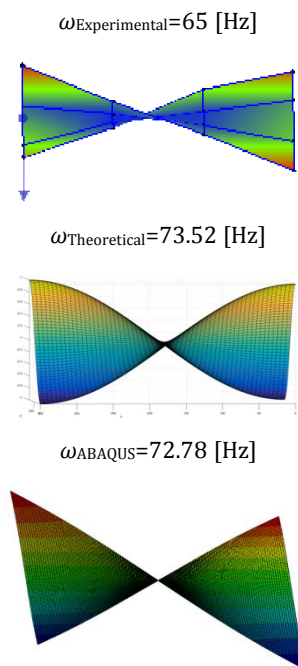 ωExperimental=65 [Hz]
ωTheoretical=73.52 [Hz]
ωABAQUS=72.78 [Hz]